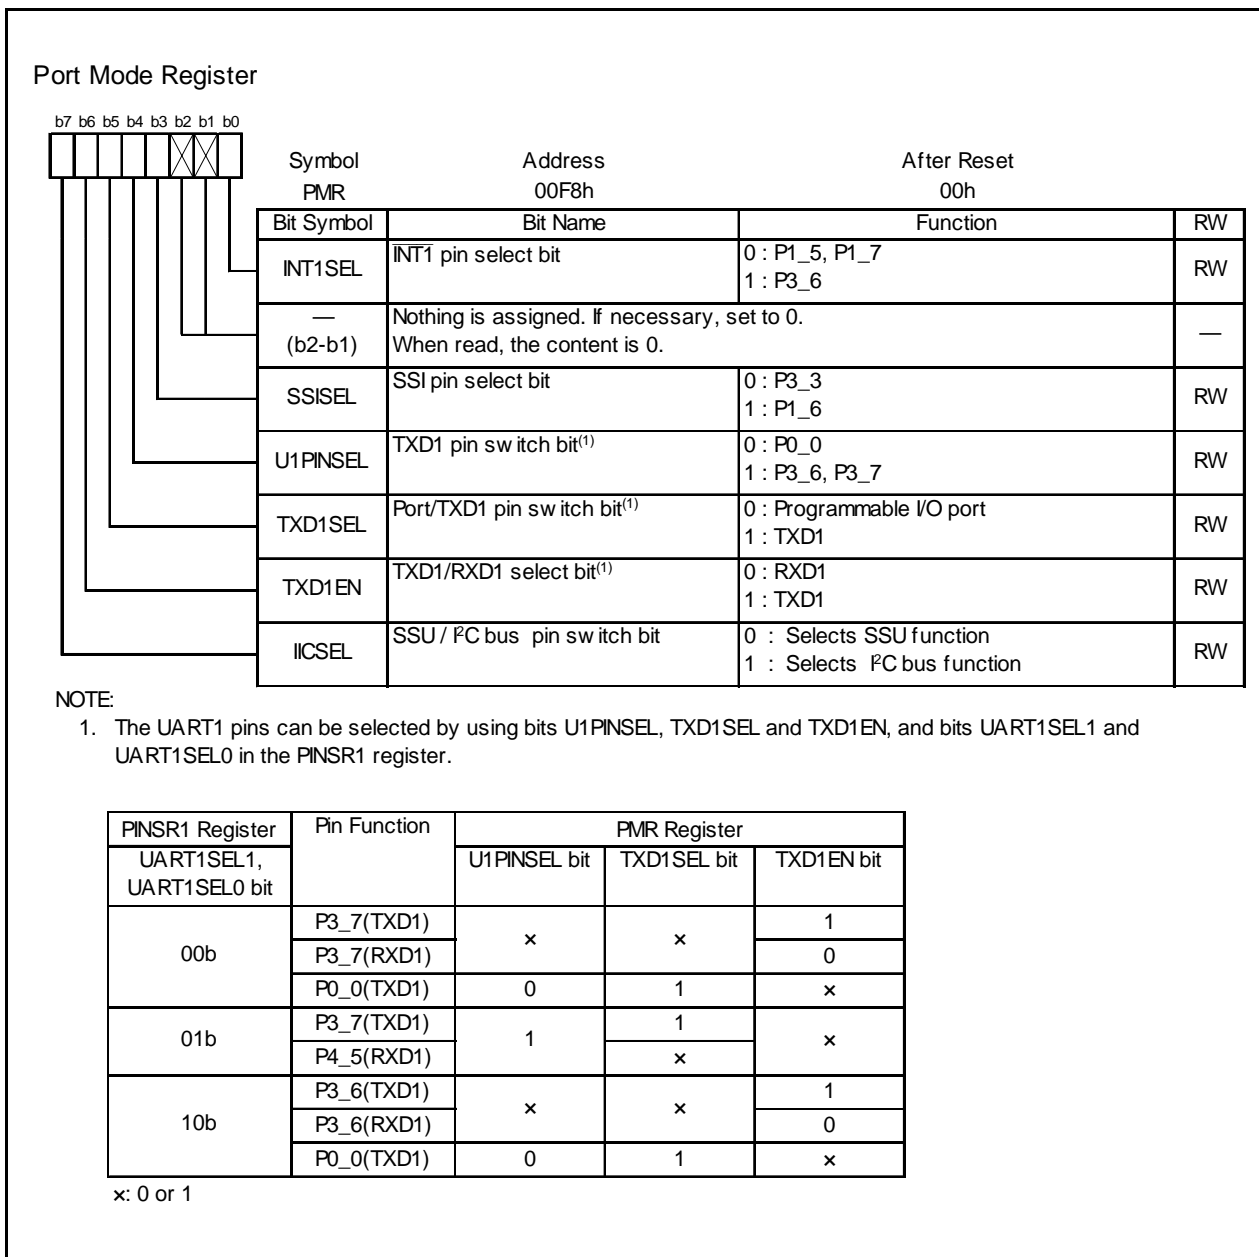 Port Mode Register
b7 b6 b5 b4 b3 b2 b1 b0
Symbol Address After Reset
PMR 00F8h 00h
Bit Symbol Bit Name Function RW
INT1SEL INT1 pin select bit 0 : P1_5, P1_7
1 : P3_6 RW
— Nothing is assigned. If necessary, set to 0.
(b2-b1) When read, the content is 0. —
SSISEL SSI pin select bit 0 : P3_3
1 : P1_6 RW
U1PINSEL TXD1 pin switch bit(1) 0 : P0_0
1 : P3_6, P3_7 RW
TXD1SEL Port/TXD1 pin switch bit(1) 0 : Programmable I/O port
1 : TXD1 RW
TXD1EN TXD1/RXD1 select bit(1) 0 : RXD1
1 : TXD1 RW
IICSEL SSU / I²C bus pin switch bit 0 : Selects SSU function
1 : Selects I²C bus function RW
NOTE:
1. The UART1 pins can be selected by using bits U1PINSEL, TXD1SEL and TXD1EN, and bits UART1SEL1 and
UART1SEL0 in the PINSR1 register.
PINSR1 Register Pin Function PMR Register
UART1SEL1, U1PINSEL bit TXD1SEL bit TXD1EN bit
UART1SEL0 bit
00b P3_7(TXD1) × × 1
P3_7(RXD1) 0
P0_0(TXD1) 0 1 ×
01b P3_7(TXD1) 1 1 ×
P4_5(RXD1) ×
10b P3_6(TXD1) × × 1
P3_6(RXD1) 0
P0_0(TXD1) 0 1 ×
×: 0 or 1